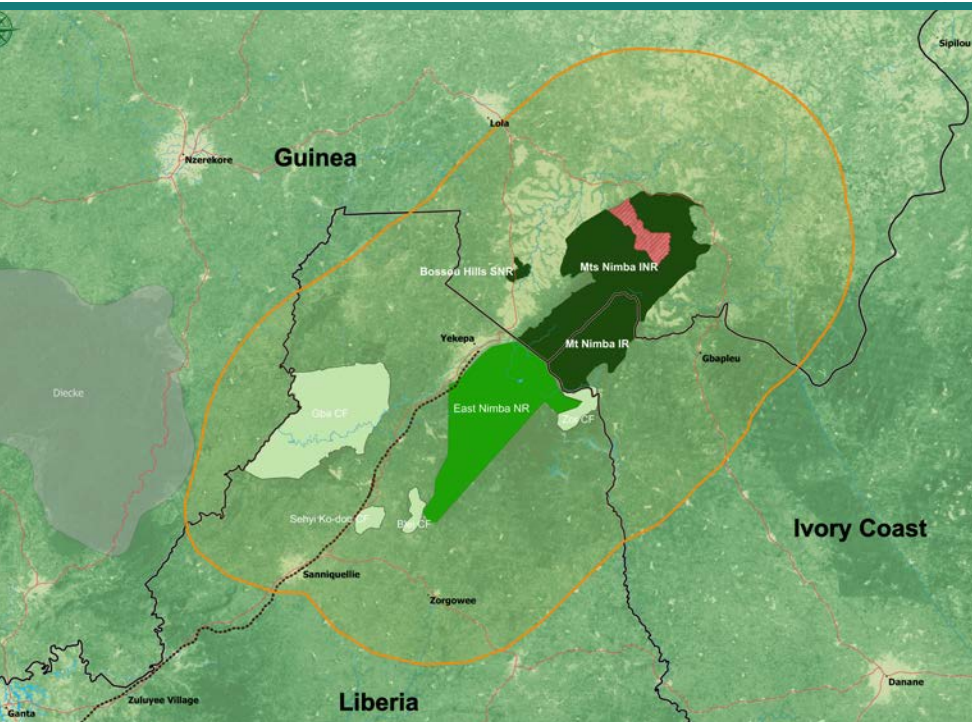 Sipilou
Lola
Nzerekore
Guinea
Bossou Hills SNR
Mts Nimba INR
Yekepa
Mt Nimba IR
Gbapleu
Diecke
Gba CF
East Nimba NR
Zor CF
Sehyi Ko-doo CF
Blei CF
Ivory Coast
Sanniquellie
Zorgowee
Danane
Zuluyee Village
Liberia
Ganta